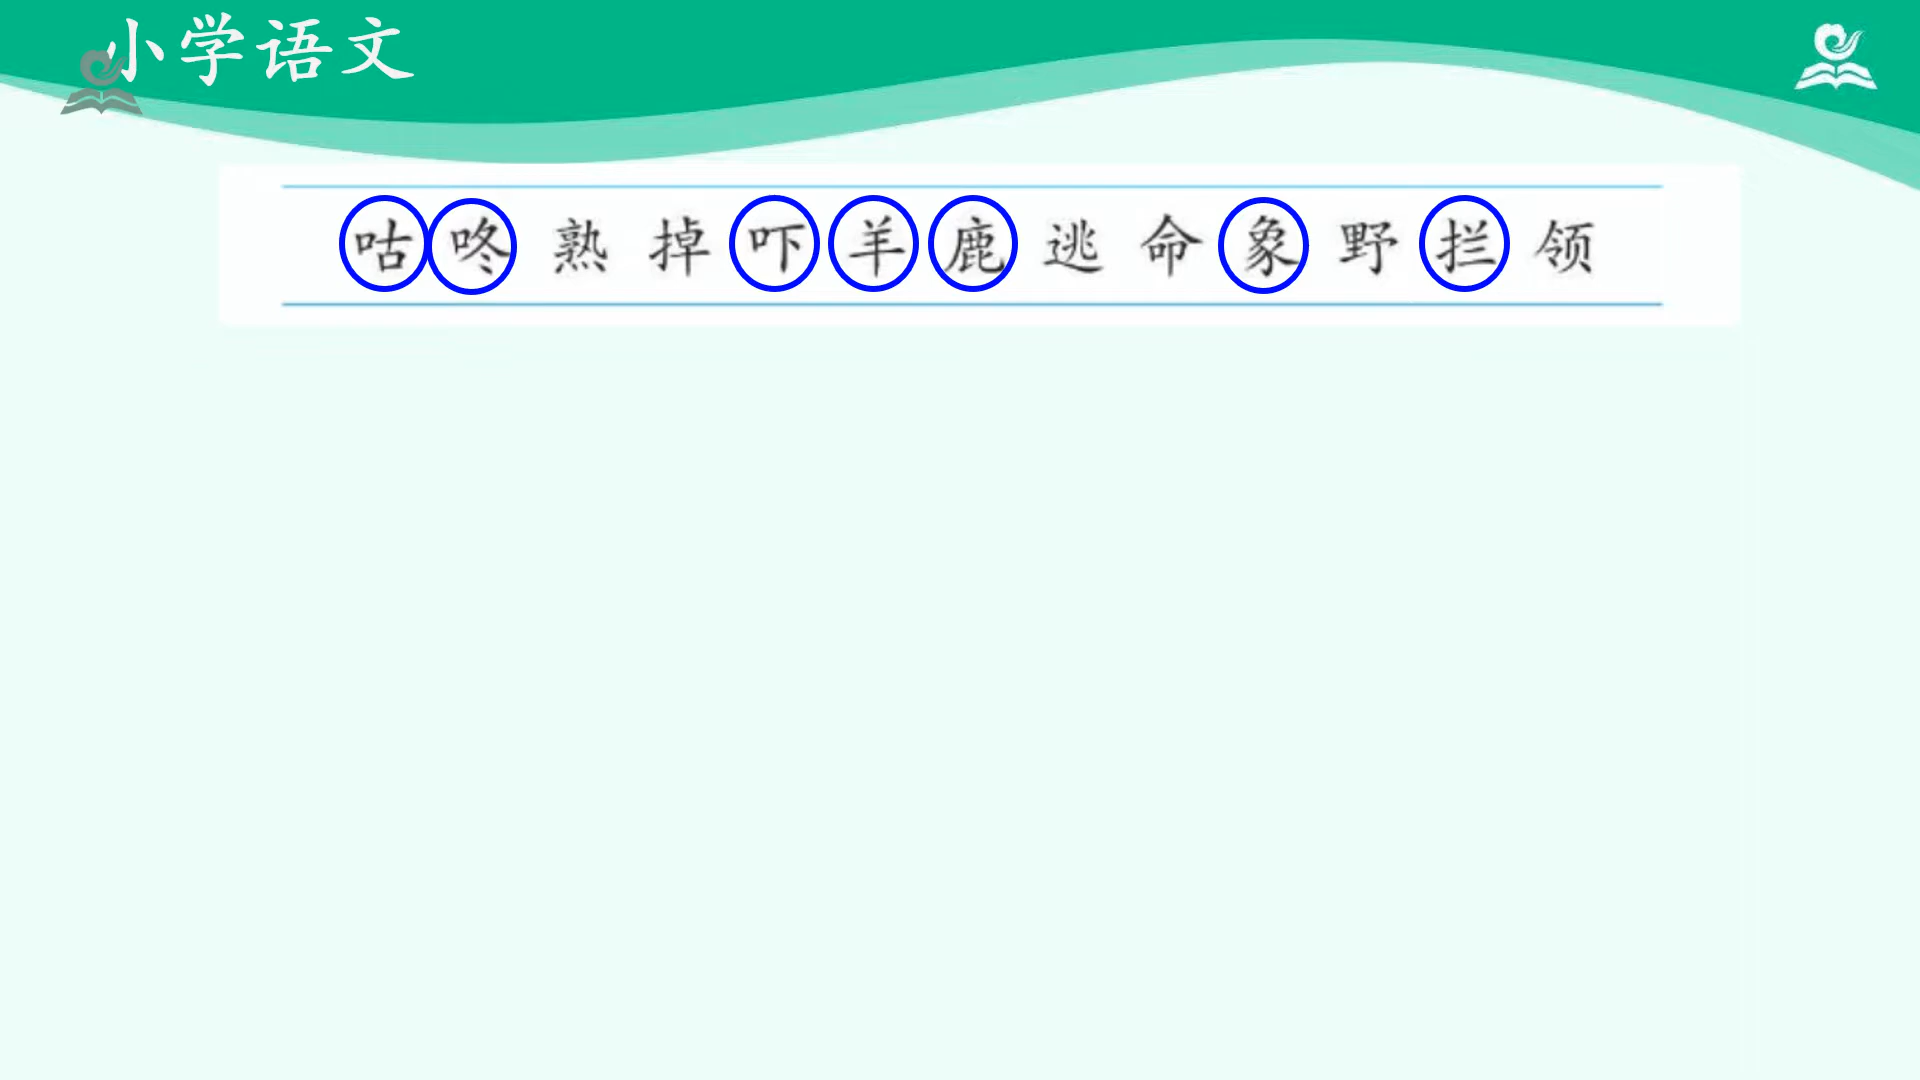 小学语文
咕 咚 熟 掉 吓 羊 鹿 逃 命 象 野 拦 领